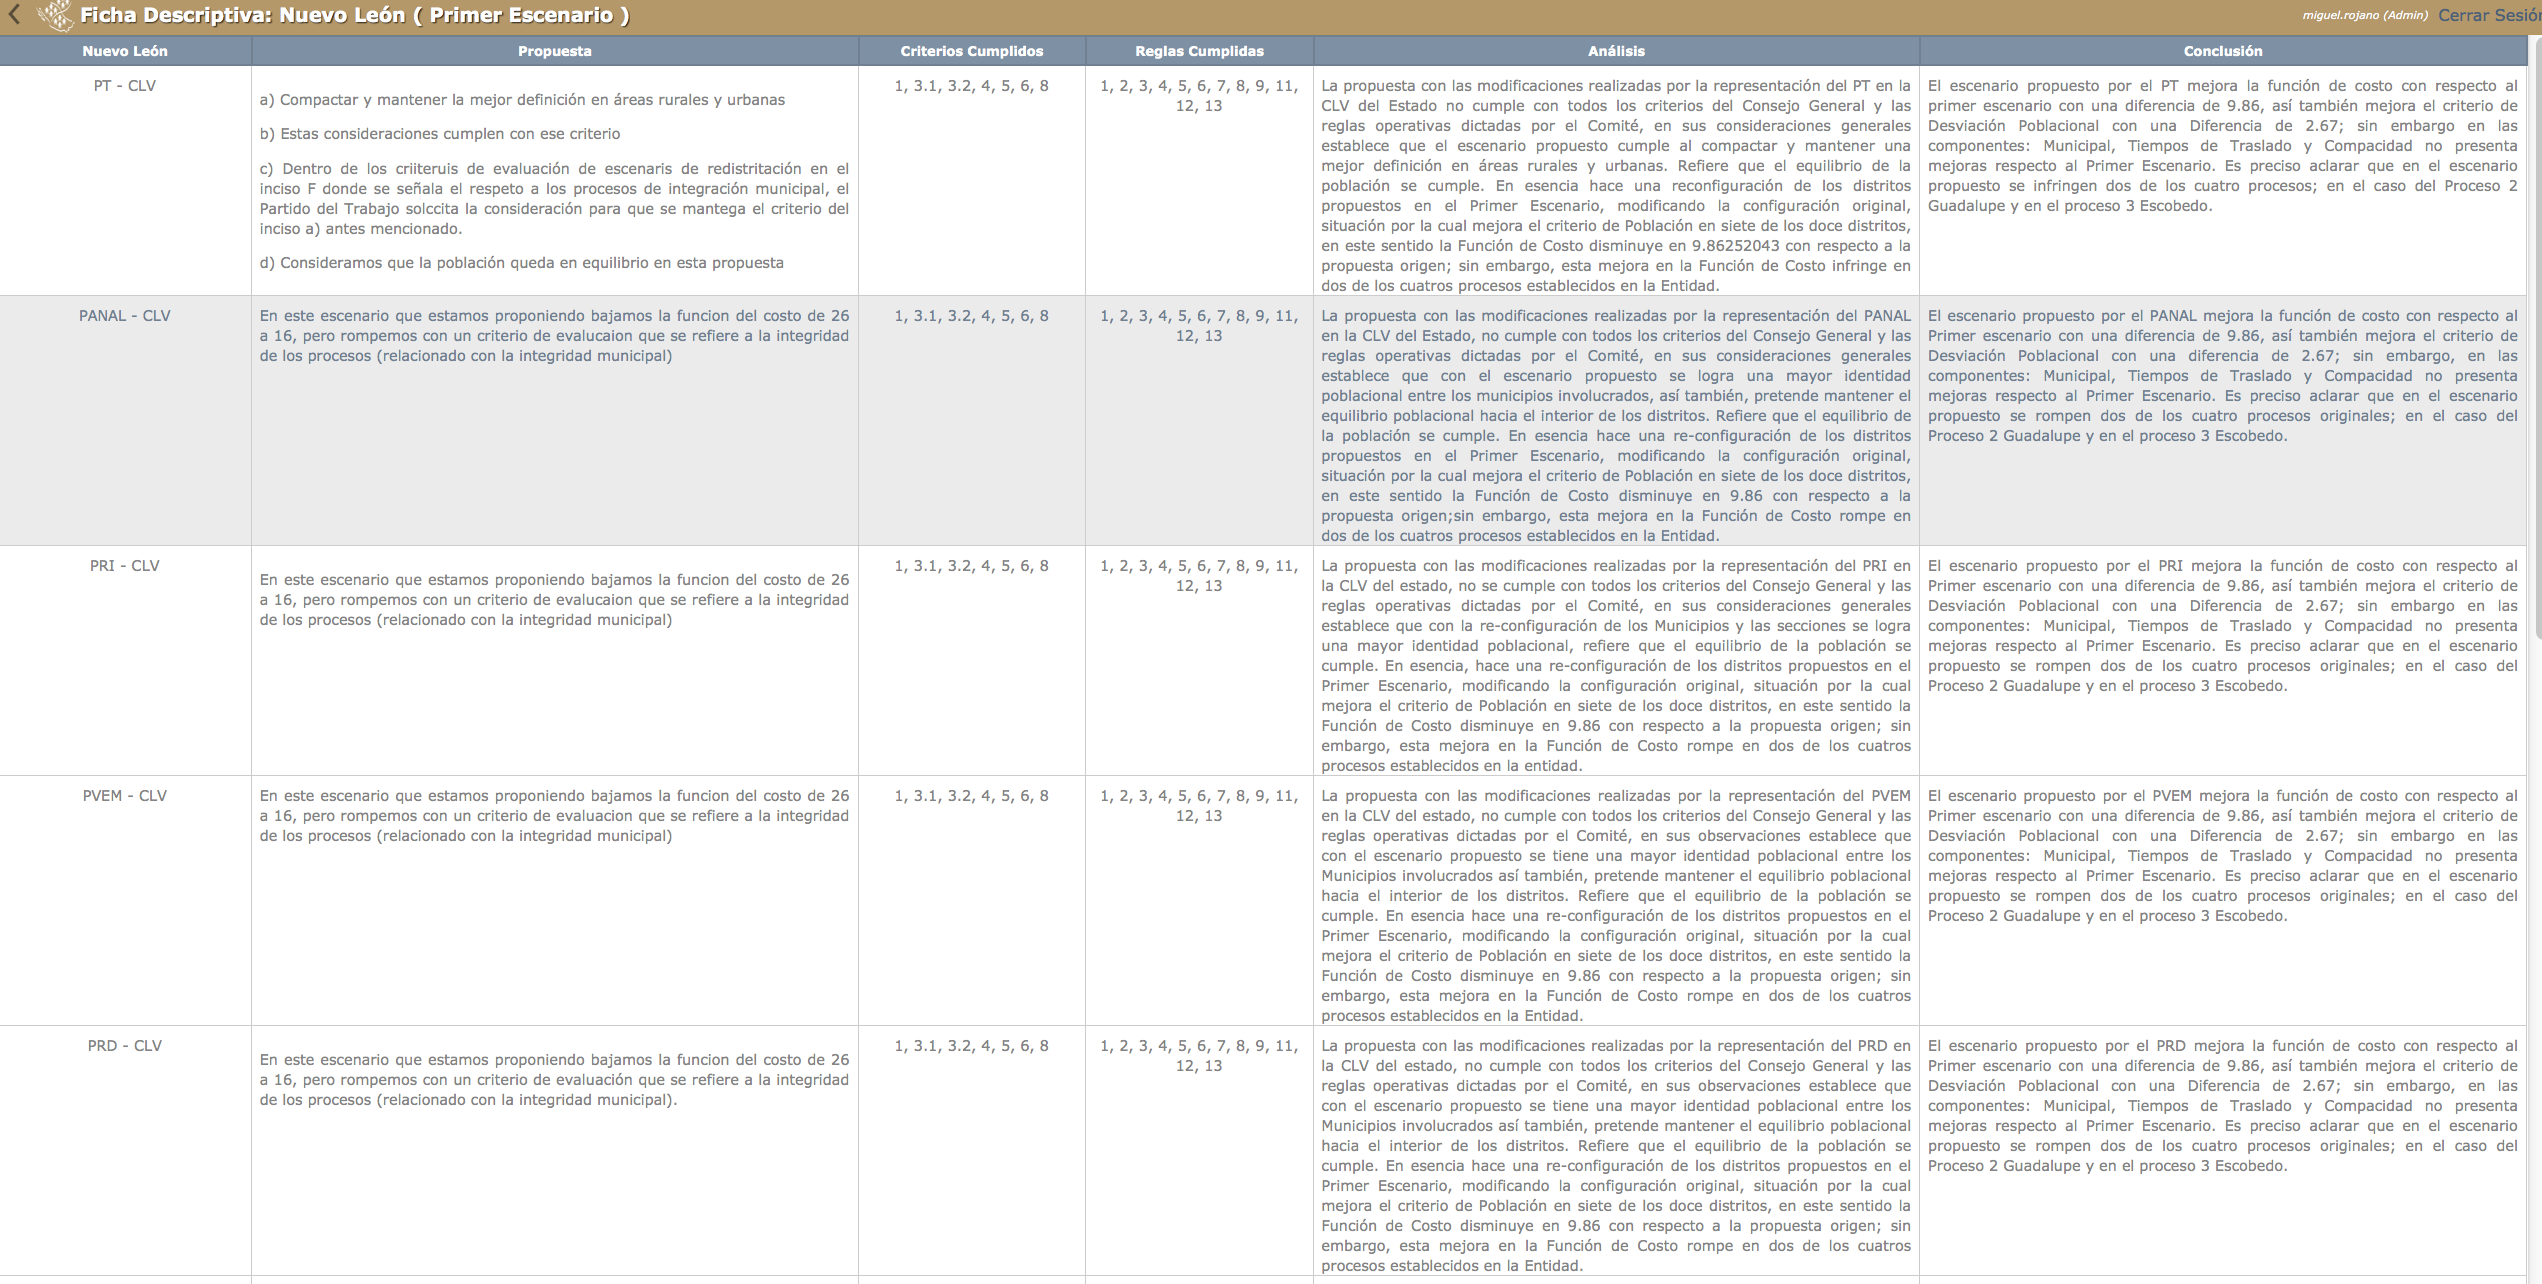 Ficha Descriptiva: Nuevo León ( Primer Escenario )
miguel.rojano (Admin) Cerrar Sesión
Nuevo León
Propuesta
Criterios Cumplidos
Reglas Cumplidas
Análisis
Conclusión
PT - CLV
a) Compactar y mantener la mejor definición en áreas rurales y urbanas
b) Estas consideraciones cumplen con ese criterio
c) Dentro de los criiteruis de evaluación de escenaris de redistritación en el
inciso F donde se señala el respeto a los procesos de integración municipal, el
Partido del Trabajo solccita la consideración para que se mantega el criterio del
inciso a) antes mencionado.
d) Consideramos que la población queda en equilibrio en esta propuesta
1, 3.1, 3.2, 4, 5, 6, 8
1, 2, 3, 4, 5, 6, 7, 8, 9, 11,
12, 13
La propuesta con las modificaciones realizadas por la representación del PT en la
CLV del Estado no cumple con todos los criterios del Consejo General y las
reglas operativas dictadas por el Comité, en sus consideraciones generales
establece que el escenario propuesto cumple al compactar y mantener una
mejor definición en áreas rurales y urbanas. Refiere que el equilibrio de la
población se cumple. En esencia hace una reconfiguración de los distritos
propuestos en el Primer Escenario, modificando la configuración original,
situación por la cual mejora el criterio de Población en siete de los doce distritos,
en este sentido la Función de Costo disminuye en 9.86252043 con respecto a la
propuesta origen; sin embargo, esta mejora en la Función de Costo infringe en
dos de los cuatros procesos establecidos en la Entidad.
El escenario propuesto por el PT mejora la función de costo con respecto al
primer escenario con una diferencia de 9.86, así también mejora el criterio de
Desviación Poblacional con una Diferencia de 2.67; sin embargo en las
componentes: Municipal, Tiempos de Traslado y Compacidad no presenta
mejoras respecto al Primer Escenario. Es preciso aclarar que en el escenario
propuesto se infringen dos de los cuatro procesos; en el caso del Proceso 2
Guadalupe y en el proceso 3 Escobedo.
PANAL - CLV
En este escenario que estamos proponiendo bajamos la funcion del costo de 26
a 16, pero rompemos con un criterio de evalucaion que se refiere a la integridad
de los procesos (relacionado con la integridad municipal)
1, 3.1, 3.2, 4, 5, 6, 8
1, 2, 3, 4, 5, 6, 7, 8, 9, 11,
12, 13
La propuesta con las modificaciones realizadas por la representación del PANAL
en la CLV del Estado, no cumple con todos los criterios del Consejo General y las
reglas operativas dictadas por el Comité, en sus consideraciones generales
establece que con el escenario propuesto se logra una mayor identidad
poblacional entre los municipios involucrados, así también, pretende mantener el
equilibrio poblacional hacia el interior de los distritos. Refiere que el equilibrio de
la población se cumple. En esencia hace una re-configuración de los distritos
propuestos en el Primer Escenario, modificando la configuración original,
situación por la cual mejora el criterio de Población en siete de los doce distritos,
en este sentido la Función de Costo disminuye en 9.86 con respecto a la
propuesta origen;sin embargo, esta mejora en la Función de Costo rompe en
dos de los cuatros procesos establecidos en la Entidad.
El escenario propuesto por el PANAL mejora la función de costo con respecto al
Primer escenario con una diferencia de 9.86, así también mejora el criterio de
Desviación Poblacional con una diferencia de 2.67; sin embargo, en las
componentes: Municipal, Tiempos de Traslado y Compacidad no presenta
mejoras respecto al Primer Escenario. Es preciso aclarar que en el escenario
propuesto se rompen dos de los cuatro procesos originales; en el caso del
Proceso 2 Guadalupe y en el proceso 3 Escobedo.
PRI - CLV
En este escenario que estamos proponiendo bajamos la funcion del costo de 26
a 16, pero rompemos con un criterio de evalucaion que se refiere a la integridad
de los procesos (relacionado con la integridad municipal)
1, 3.1, 3.2, 4, 5, 6, 8
1, 2, 3, 4, 5, 6, 7, 8, 9, 11,
12, 13
La propuesta con las modificaciones realizadas por la representación del PRI en
la CLV del estado, no se cumple con todos los criterios del Consejo General y las
reglas operativas dictadas por el Comité, en sus consideraciones generales
establece que con la re-configuración de los Municipios y las secciones se logra
una mayor identidad poblacional, refiere que el equilibrio de la población se
cumple. En esencia, hace una re-configuración de los distritos propuestos en el
Primer Escenario, modificando la configuración original, situación por la cual
mejora el criterio de Población en siete de los doce distritos, en este sentido la
Función de Costo disminuye en 9.86 con respecto a la propuesta origen; sin
embargo, esta mejora en la Función de Costo rompe en dos de los cuatros
procesos establecidos en la entidad.
El escenario propuesto por el PRI mejora la función de costo con respecto al
Primer escenario con una diferencia de 9.86, así también mejora el criterio de
Desviación Poblacional con una Diferencia de 2.67; sin embargo en las
componentes: Municipal, Tiempos de Traslado y Compacidad no presenta
mejoras respecto al Primer Escenario. Es preciso aclarar que en el escenario
propuesto se rompen dos de los cuatro procesos originales; en el caso del
Proceso 2 Guadalupe y en el proceso 3 Escobedo.
PVEM - CLV
En este escenario que estamos proponiendo bajamos la funcion del costo de 26
a 16, pero rompemos con un criterio de evaluacion que se refiere a la integridad
de los procesos (relacionado con la integridad municipal)
1, 3.1, 3.2, 4, 5, 6, 8
1, 2, 3, 4, 5, 6, 7, 8, 9, 11,
12, 13
La propuesta con las modificaciones realizadas por la representación del PVEM
en la CLV del estado, no cumple con todos los criterios del Consejo General y las
reglas operativas dictadas por el Comité, en sus observaciones establece que
con el escenario propuesto se tiene una mayor identidad poblacional entre los
Municipios involucrados así también, pretende mantener el equilibrio poblacional
hacia el interior de los distritos. Refiere que el equilibrio de la población se
cumple. En esencia hace una re-configuración de los distritos propuestos en el
Primer Escenario, modificando la configuración original, situación por la cual
mejora el criterio de Población en siete de los doce distritos, en este sentido la
Función de Costo disminuye en 9.86 con respecto a la propuesta origen; sin
embargo, esta mejora en la Función de Costo rompe en dos de los cuatros
procesos establecidos en la Entidad.
El escenario propuesto por el PVEM mejora la función de costo con respecto al
Primer escenario con una diferencia de 9.86, así también mejora el criterio de
Desviación Poblacional con una Diferencia de 2.67; sin embargo en las
componentes: Municipal, Tiempos de Traslado y Compacidad no presenta
mejoras respecto al Primer Escenario. Es preciso aclarar que en el escenario
propuesto se rompen dos de los cuatro procesos originales; en el caso del
Proceso 2 Guadalupe y en el proceso 3 Escobedo.
PRD - CLV
En este escenario que estamos proponiendo bajamos la funcion del costo de 26
a 16, pero rompemos con un criterio de evaluación que se refiere a la integridad
de los procesos (relacionado con la integridad municipal).
1, 3.1, 3.2, 4, 5, 6, 8
1, 2, 3, 4, 5, 6, 7, 8, 9, 11,
12, 13
La propuesta con las modificaciones realizadas por la representación del PRD en
la CLV del estado, no cumple con todos los criterios del Consejo General y las
reglas operativas dictadas por el Comité, en sus observaciones establece que
con el escenario propuesto se tiene una mayor identidad poblacional entre los
Municipios involucrados así también, pretende mantener el equilibrio poblacional
hacia el interior de los distritos. Refiere que el equilibrio de la población se
cumple. En esencia hace una re-configuración de los distritos propuestos en el
Primer Escenario, modificando la configuración original, situación por la cual
mejora el criterio de Población en siete de los doce distritos, en este sentido la
Función de Costo disminuye en 9.86 con respecto a la propuesta origen; sin
embargo, esta mejora en la Función de Costo rompe en dos de los cuatros
procesos establecidos en la Entidad.
El escenario propuesto por el PRD mejora la función de costo con respecto al
Primer escenario con una diferencia de 9.86, así también mejora el criterio de
Desviación Poblacional con una Diferencia de 2.67; sin embargo, en las
componentes: Municipal, Tiempos de Traslado y Compacidad no presenta
mejoras respecto al Primer Escenario. Es preciso aclarar que en el escenario
propuesto se rompen dos de los cuatro procesos originales; en el caso del
Proceso 2 Guadalupe y en el proceso 3 Escobedo.